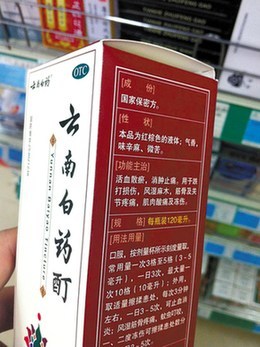 云南白药
OTC
云南白药酊
Yunnan Baiyao Tincture
[成 份]
国家保密方。
[性 状]
本品为红棕色的液体；气香，
味辛麻、微苦。
[功能主治]
活血散瘀，消肿止痛。用于跌
打损伤，风湿麻木，筋骨及关
节疼痛，肌肉酸痛及冻伤。
[规 格] 每瓶装120毫升
[用法用量]
口服，按剂量杯所示刻度量取，
常用量一次3格至5格（3-5
毫升），一日3次，最大量一
次10格（10毫升）；外用，
取适量擦揉患处，每次3分钟
左右，一日3-5次，可止血消
炎；风湿筋骨疼痛，蚊虫叮咬，
一、二度冻伤可擦揉数分
3-5次。